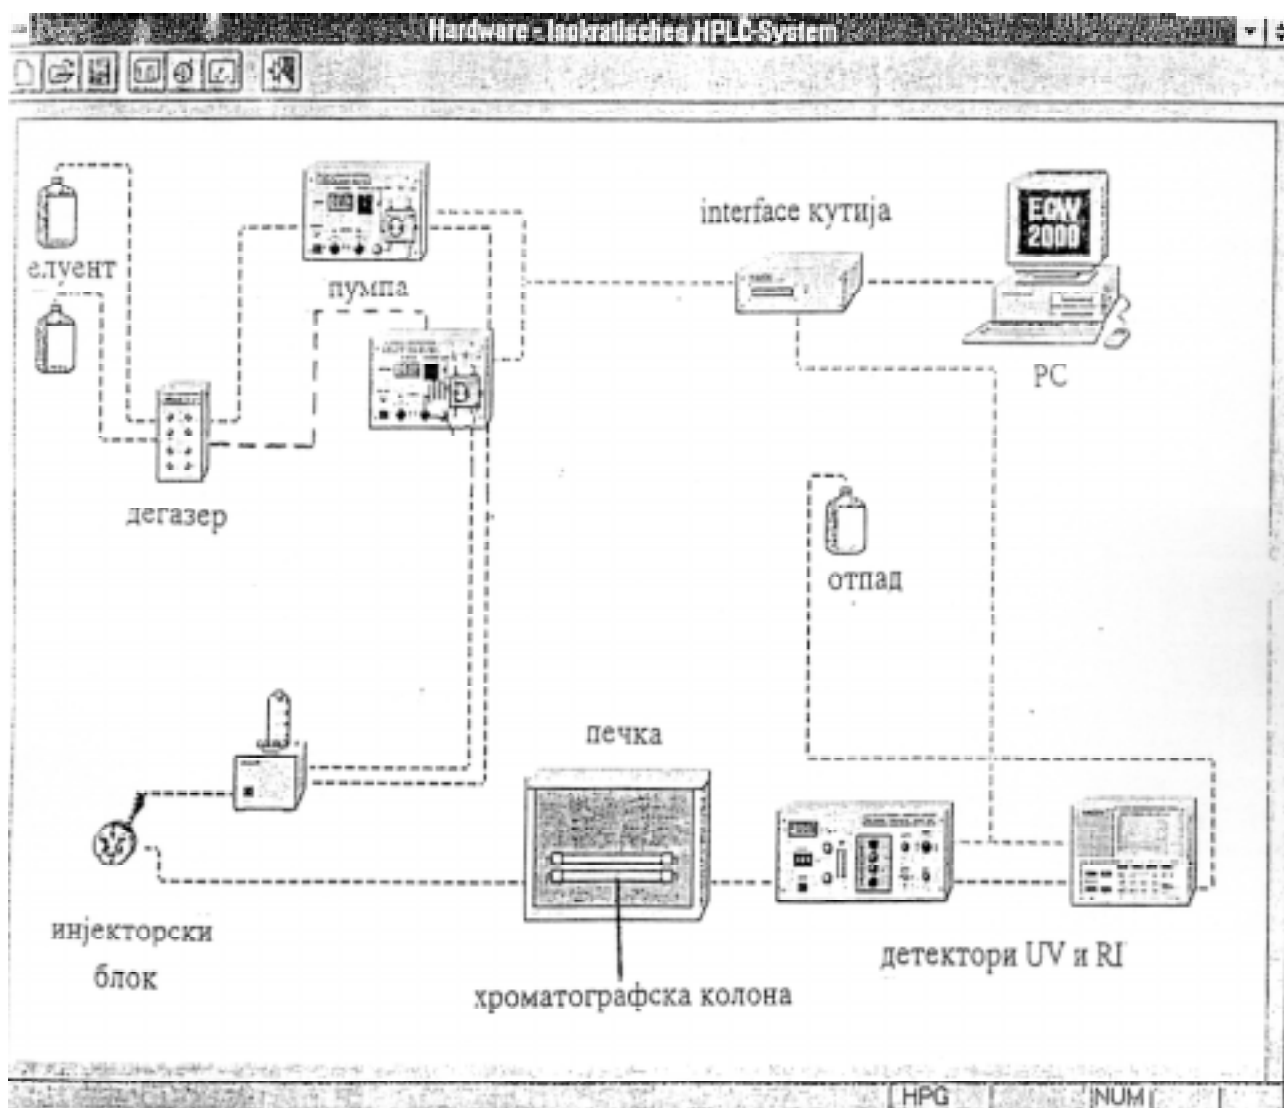 Hardware - Isokratisches HPLC-System
interface кутија
ECW
2000
елуент
пумпа
PC
дегазер
отпад
печка
инјекторски
блок
детектори UV и RI
хроматографска колона
HPG
NUM